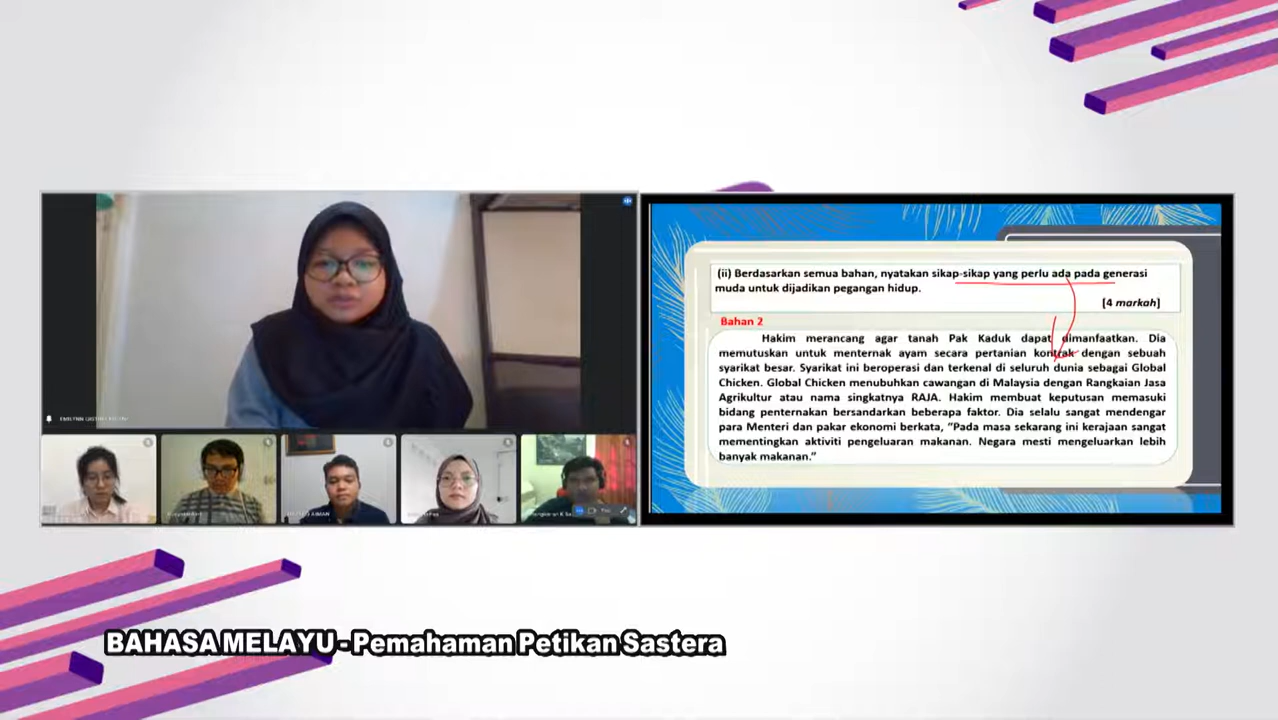 (ii) Berdasarkan semua bahan, nyatakan sikap-sikap yang perlu ada pada generasi
muda untuk dijadikan pegangan hidup.
[4 markah]
Bahan 2
Hakim merancang agar tanah Pak Kaduk dapat dimanfaatkan. Dia
memutuskan untuk menternak ayam secara pertanian kontrak dengan sebuah
syarikat besar. Syarikat ini beroperasi dan terkenal di seluruh dunia sebagai Global
Chicken. Global Chicken menubuhkan cawangan di Malaysia dengan Rangkaian Jasa
Agrikultur atau nama singkatnya RAJA. Hakim membuat keputusan memasuki
bidang penternakan bersandarkan beberapa faktor. Dia selalu sangat mendengar
para Menteri dan pakar ekonomi berkata, “Pada masa sekarang ini kerajaan sangat
mementingkan aktiviti pengeluaran makanan. Negara mesti mengeluarkan lebih
banyak makanan.”
BAHASA MELAYU - Pemahaman Petikan Sastera